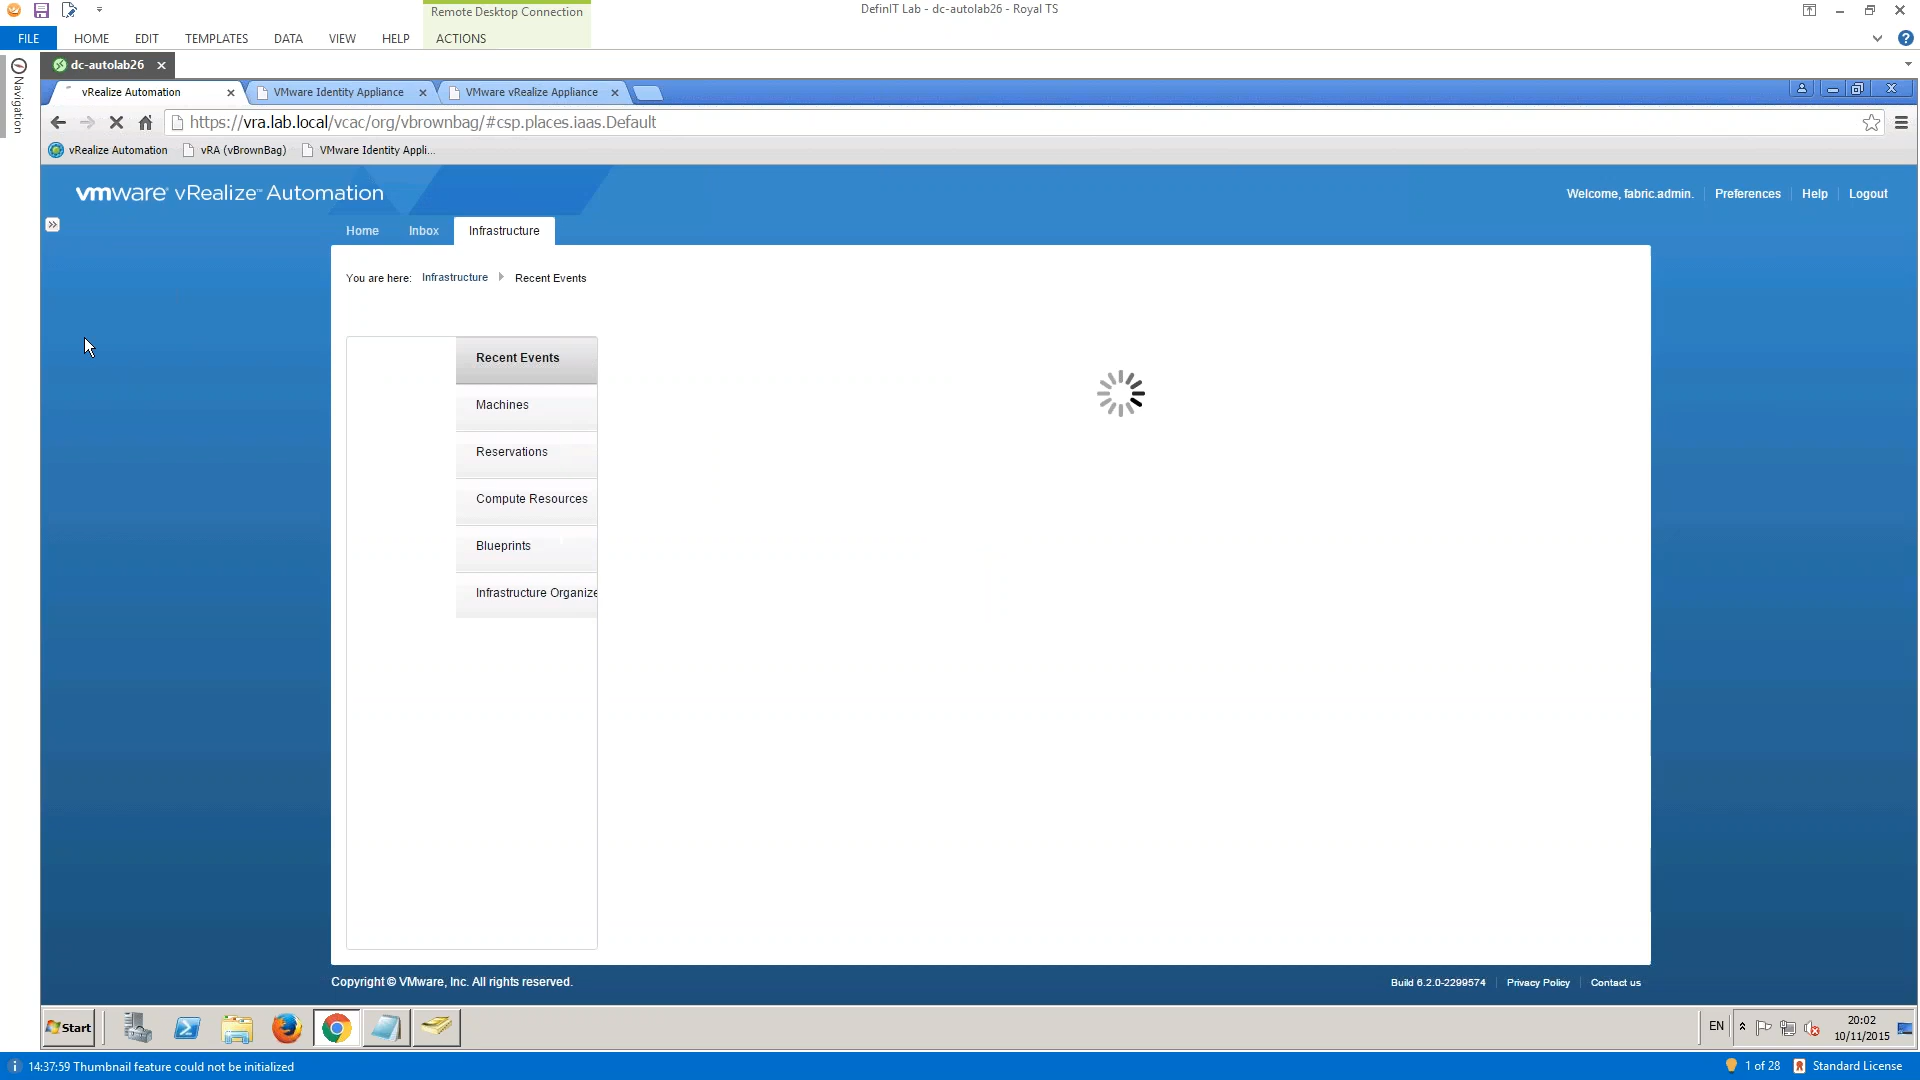 Remote Desktop Connection
DefinIT Lab - dc-autolab26 - Royal TS
FILE HOME EDIT TEMPLATES DATA VIEW HELP ACTIONS
Navigation
dc-autolab26
vRealize Automation VMware Identity Appliance VMware vRealize Appliance
https://vra.lab.local/vcac/org/vbrownbag/#csp.places.iaas.Default
vRealize Automation vRA (vBrownBag) VMware Identity Appli...
vmware vRealize™ Automation
Welcome, fabric.admin. Preferences Help Logout
Home Inbox Infrastructure
You are here: Infrastructure Recent Events
Recent Events
Machines
Reservations
Compute Resources
Blueprints
Infrastructure Organize
Copyright © VMware, Inc. All rights reserved.
Build 6.2.0-2299574 Privacy Policy Contact us
Start
EN
20:02
10/11/2015
14:37:59 Thumbnail feature could not be initialized
1 of 28 Standard License